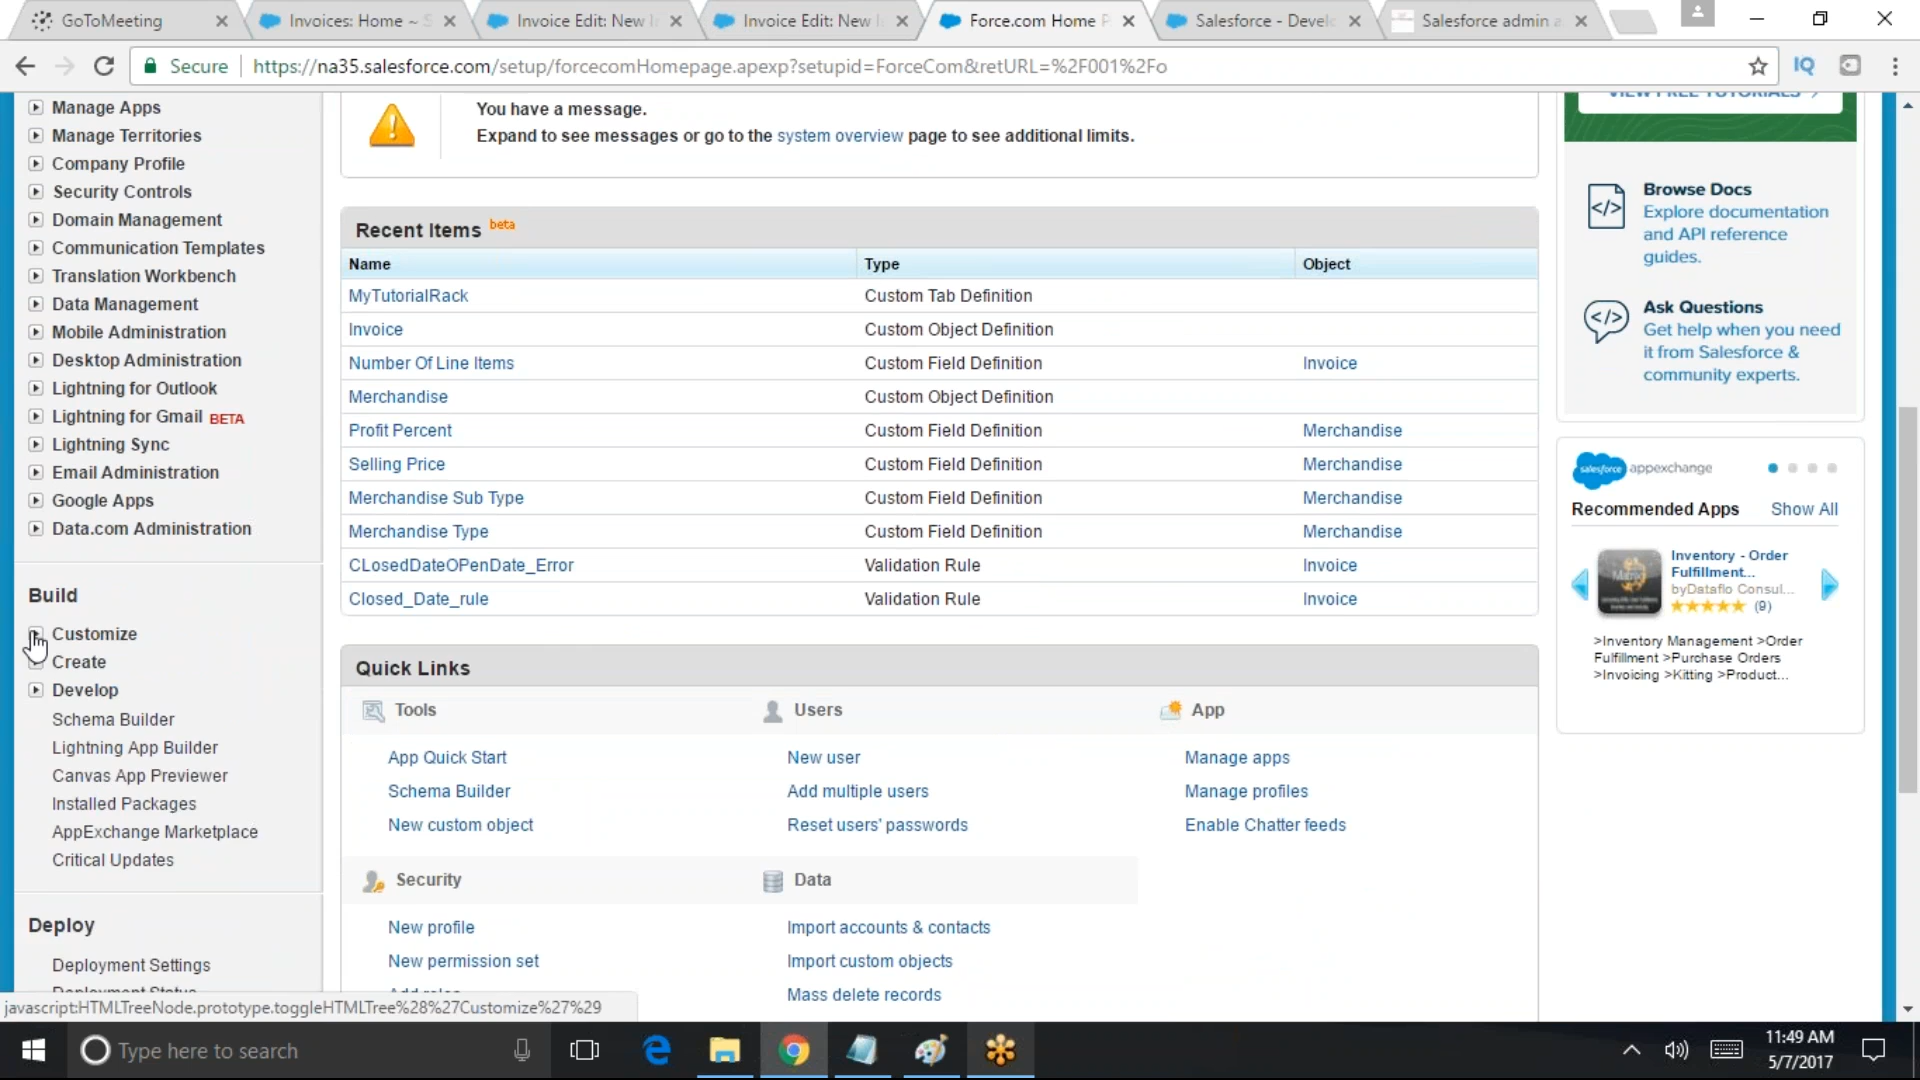 GoToMeeting
Invoices: Home ~ S
Invoice Edit: New I
Invoice Edit: New I
Force.com Home P
Salesforce - Devel
Salesforce admin a
Secure
https://na35.salesforce.com/setup/forcecomHomepage.apexp?setupid=ForceCom&retURL=%2F001%2Fo
IQ
Manage Apps
Manage Territories
Company Profile
Security Controls
Domain Management
Communication Templates
Translation Workbench
Data Management
Mobile Administration
Desktop Administration
Lightning for Outlook
Lightning for Gmail BETA
Lightning Sync
Email Administration
Google Apps
Data.com Administration
Build
Customize
Create
Develop
Schema Builder
Lightning App Builder
Canvas App Previewer
Installed Packages
AppExchange Marketplace
Critical Updates
Deploy
Deployment Settings
Deployment Status
javascript:HTMLTreeNode.prototype.toggleHTMLTree%28%27Customize%27%29
You have a message.
Expand to see messages or go to the system overview page to see additional limits.
Recent Items beta
Name Type Object
MyTutorialRack Custom Tab Definition
Invoice Custom Object Definition
Number Of Line Items Custom Field Definition Invoice
Merchandise Custom Object Definition
Profit Percent Custom Field Definition Merchandise
Selling Price Custom Field Definition Merchandise
Merchandise Sub Type Custom Field Definition Merchandise
Merchandise Type Custom Field Definition Merchandise
CLosedDateOPenDate_Error Validation Rule Invoice
Closed_Date_rule Validation Rule Invoice
Quick Links
Tools Users App
App Quick Start New user Manage apps
Schema Builder Add multiple users Manage profiles
New custom object Reset users' passwords Enable Chatter feeds
Security Data
New profile Import accounts & contacts
New permission set Import custom objects
Add roles Mass delete records
VIEW FREE TUTORIALS
Browse Docs
Explore documentation
and API reference
guides.
Ask Questions
Get help when you need
it from Salesforce &
community experts.
salesforce appexchange
Recommended Apps Show All
Inventory - Order
Fulfillment...
byDataflo Consul...
(9)
>Inventory Management >Order
Fulfillment >Purchase Orders
>Invoicing >Kitting >Product...
Type here to search
11:49 AM
5/7/2017